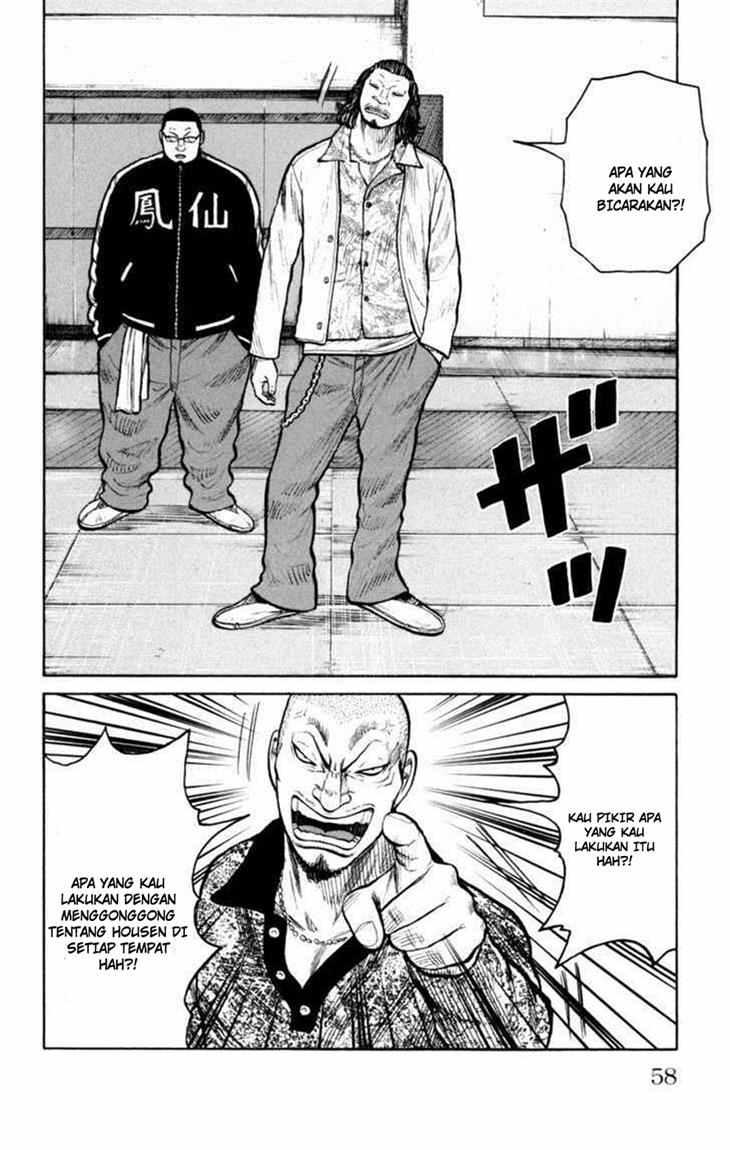 APA YANG
AKAN KAU
BICARAKAN?!
鳳仙
ザッ
KAU PIKIR APA
YANG KAU
LAKUKAN ITU
HAH?!
APA YANG KAU
LAKUKAN DENGAN
MENGGONGGONG
TENTANG HOUSEN DI
SETIAP TEMPAT
HAH?!
58